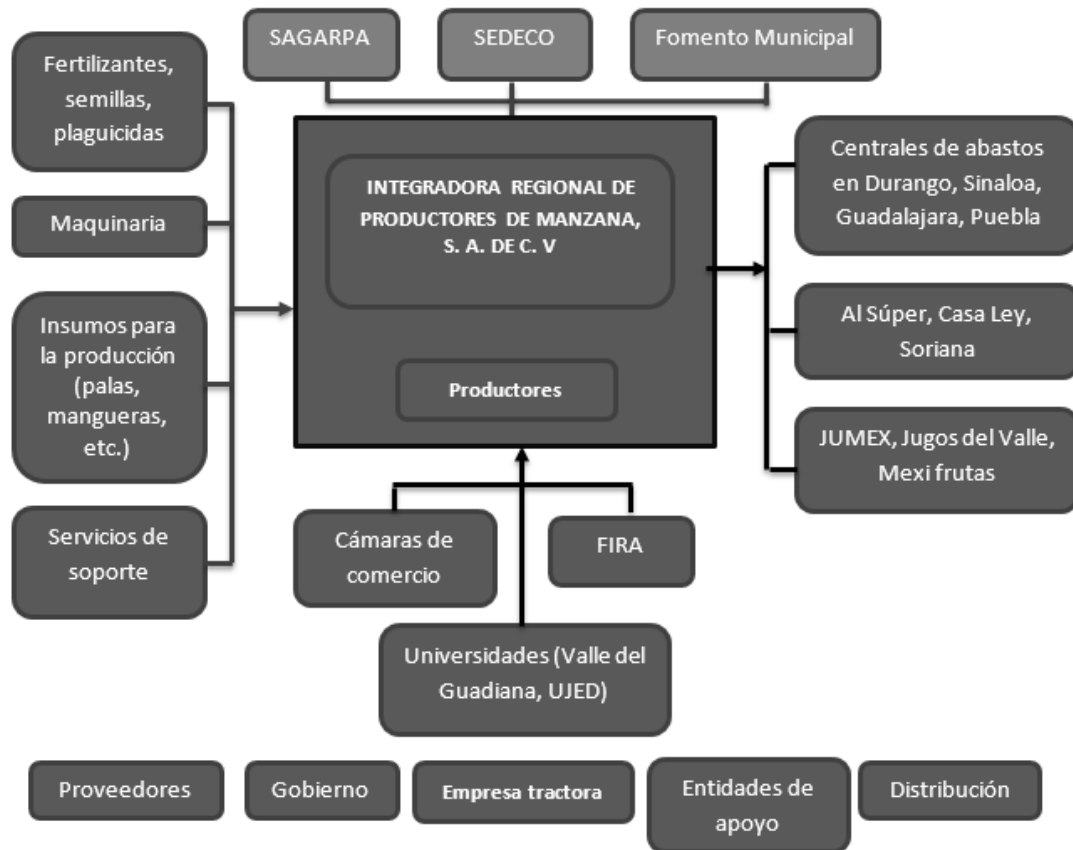 SAGARPA
SEDECO
Fomento Municipal
Fertilizantes,
semillas,
plaguicidas
Maquinaria
Insumos para
la producción
(palas,
mangueras,
etc.)
Servicios de
soporte
INTEGRADORA REGIONAL DE
PRODUCTORES DE MANZANA,
S. A. DE C. V
Productores
Centrales de abastos
en Durango, Sinaloa,
Guadalajara, Puebla
Al Súper, Casa Ley,
Soriana
JUMEX, Jugos del Valle,
Mexi frutas
Cámaras de
comercio
FIRA
Universidades (Valle del
Guadiana, UJED)
Proveedores
Gobierno
Empresa tractora
Entidades de
apoyo
Distribución